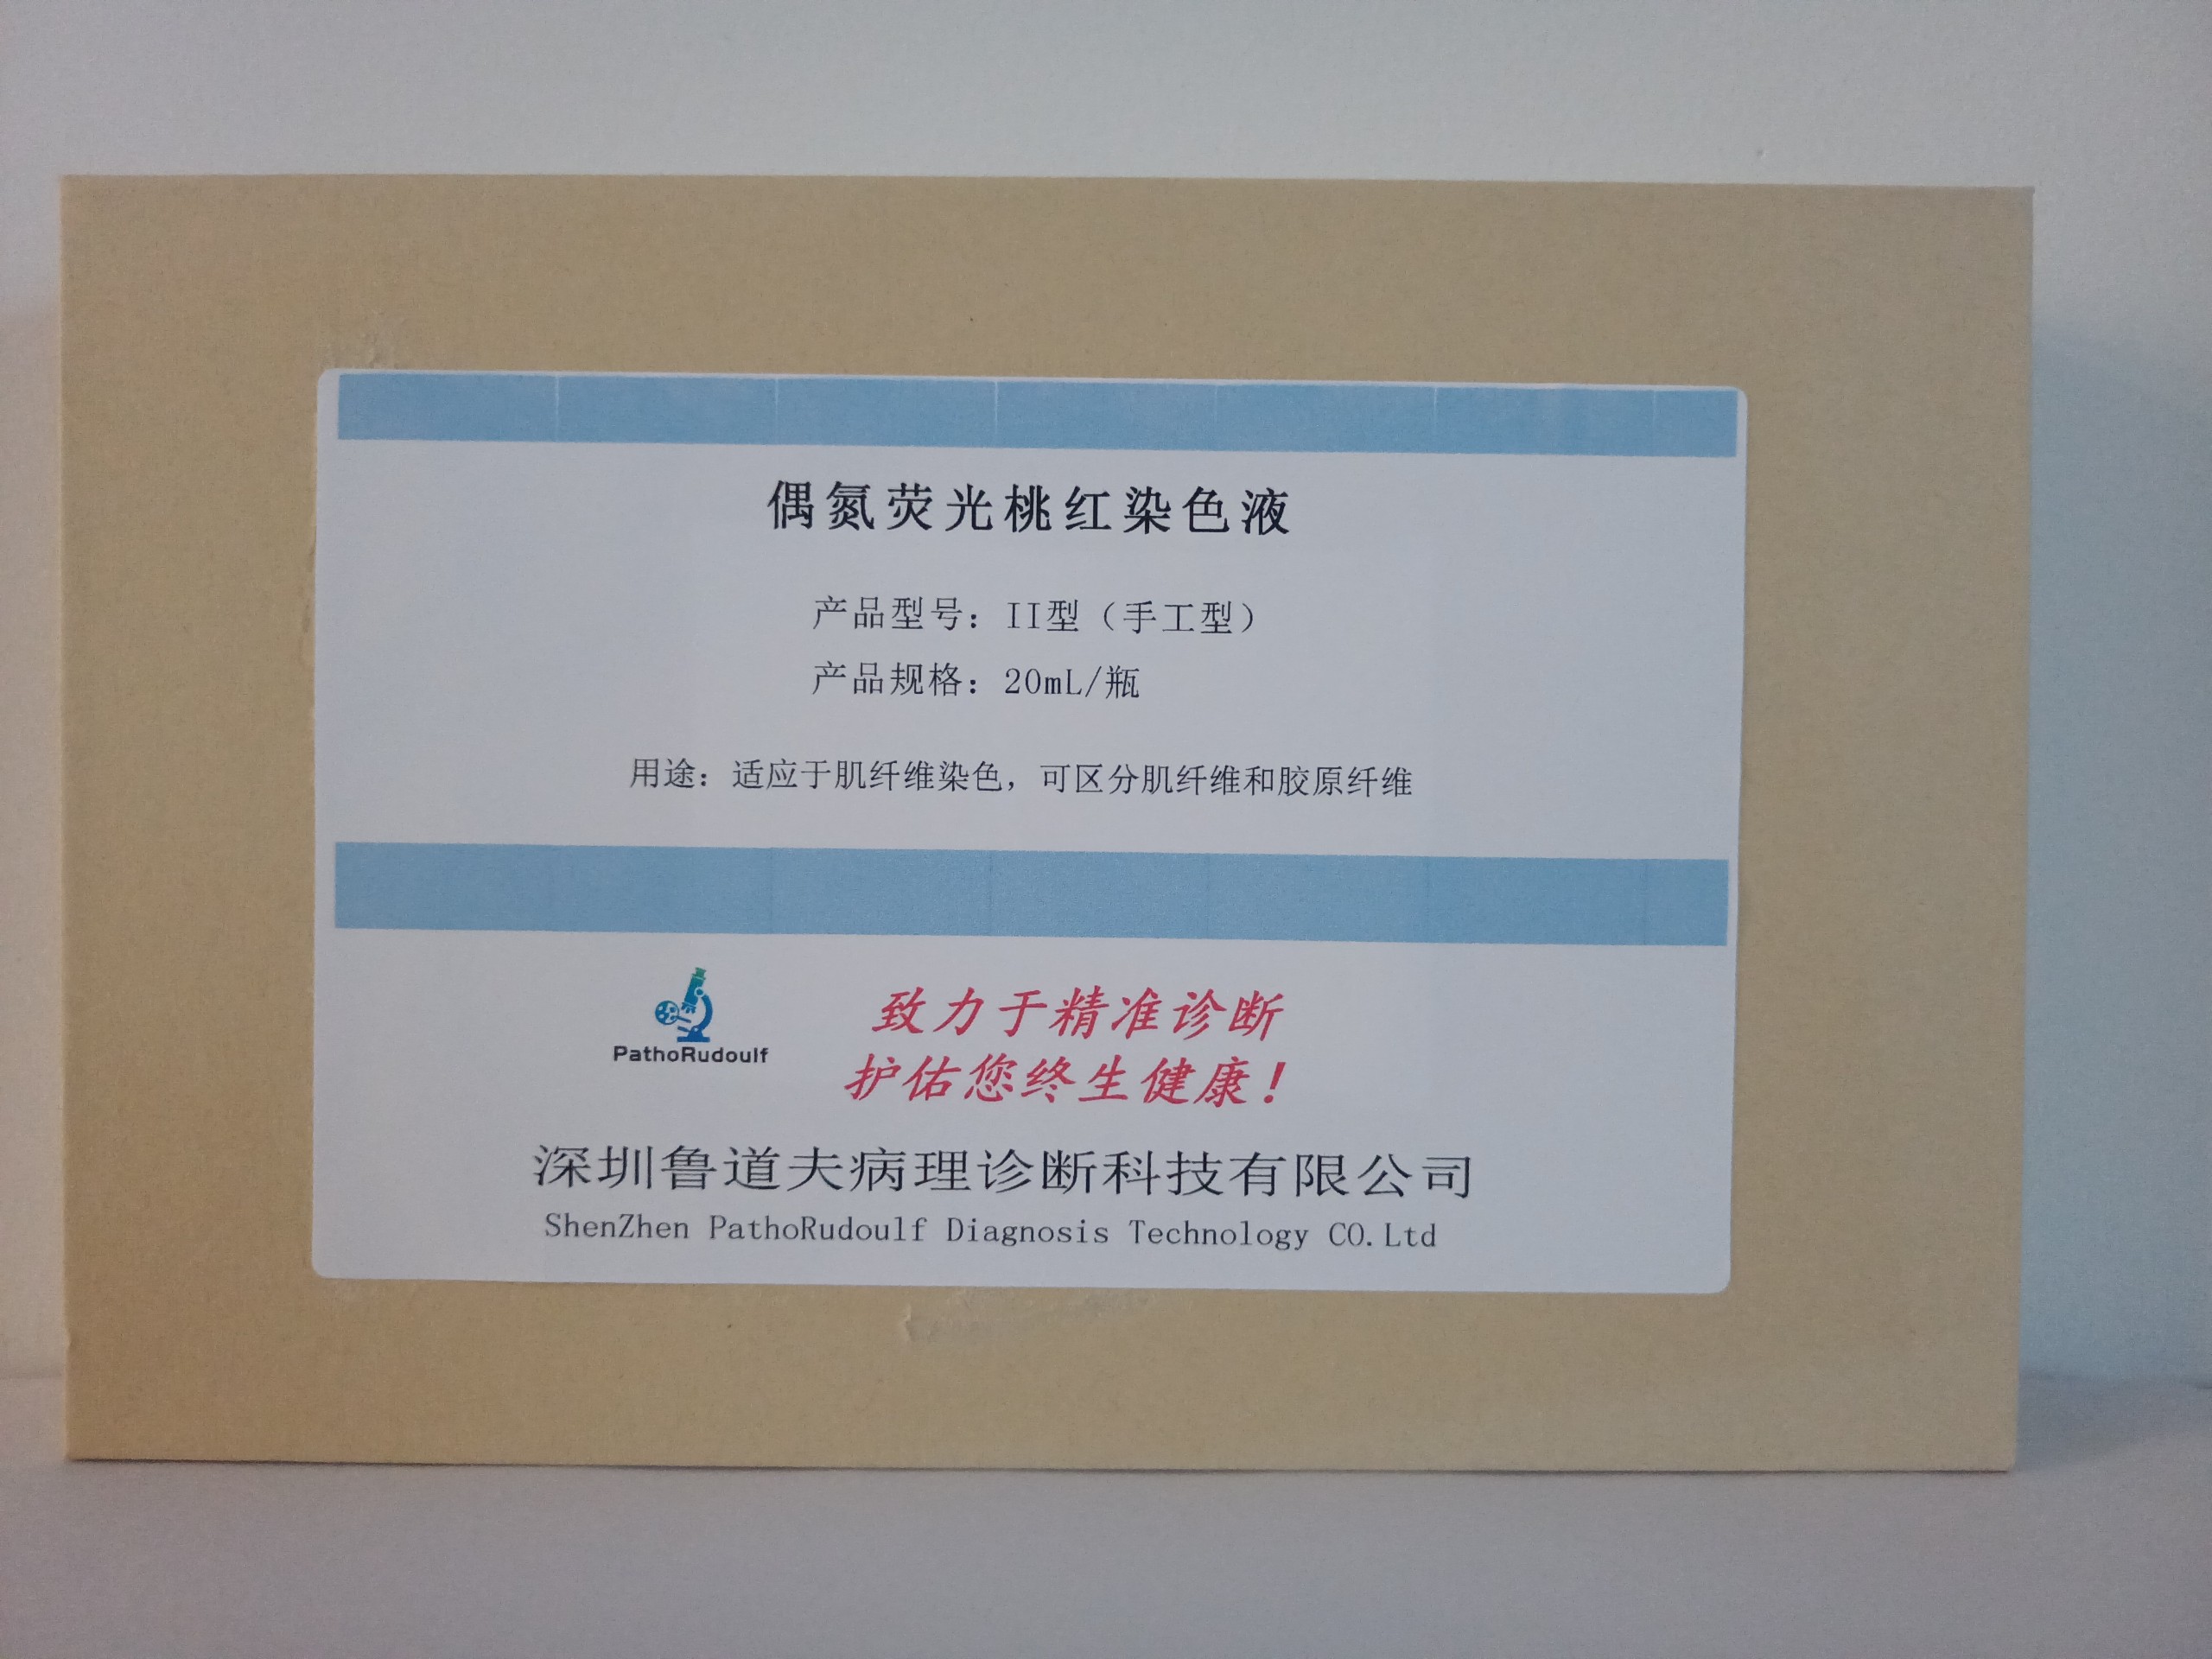 偶氮荧光桃红染色液
产品型号：II型（手工型）
产品规格：20mL/瓶
用途：适应于肌纤维染色，可区分肌纤维和胶原纤维
PathoRudoulf
致力于精准诊断
护佑您终生健康！
深圳鲁道夫病理诊断科技有限公司
ShenZhen PathoRudoulf Diagnosis Technology CO.Ltd